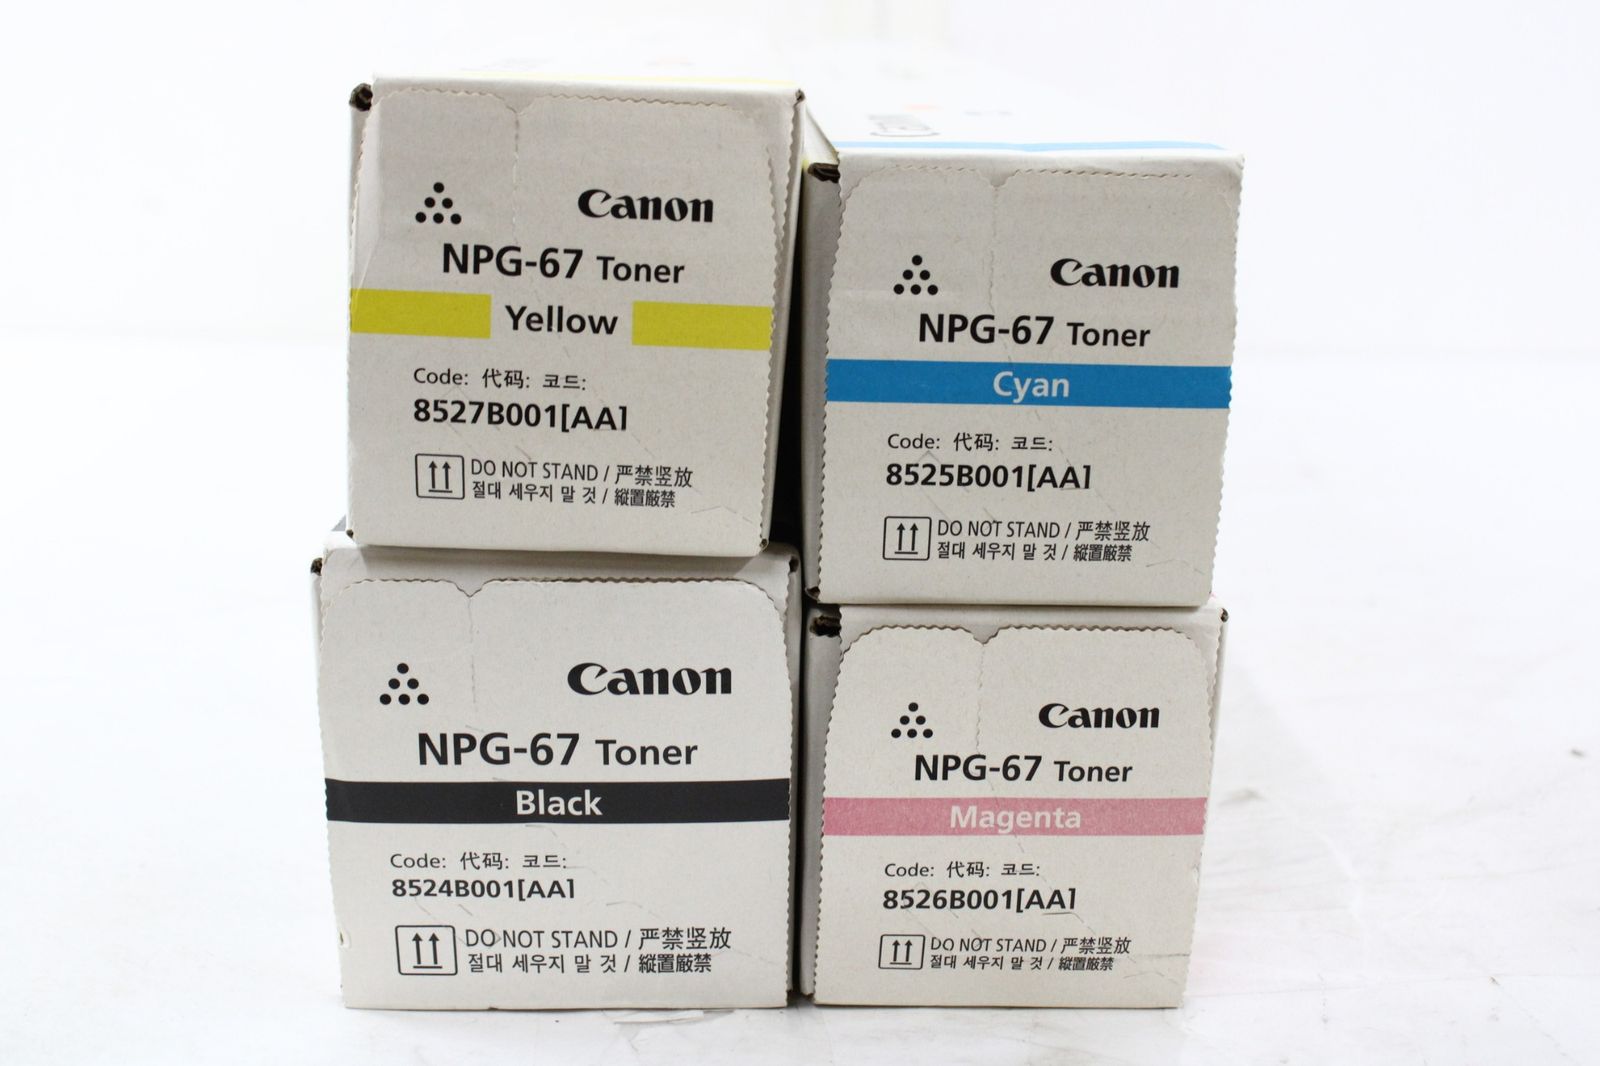 Canon
NPG-67 Toner
Yellow
Code: 代码: 코드:
8527B001[AA]
DO NOT STAND / 严禁竖放
절대 세우지 말 것 / 縦置厳禁
Canon
NPG-67 Toner
Cyan
Code: 代码: 코드:
8525B001[AA]
DO NOT STAND / 严禁竖放
절대 세우지 말 것 / 縦置厳禁
Canon
NPG-67 Toner
Black
Code: 代码: 코드:
8524B001[AA]
DO NOT STAND / 严禁竖放
절대 세우지 말 것 / 縦置厳禁
Canon
NPG-67 Toner
Magenta
Code: 代码: 코드:
8526B001[AA]
DO NOT STAND / 严禁竖放
절대 세우지 말 것 / 縦置厳禁